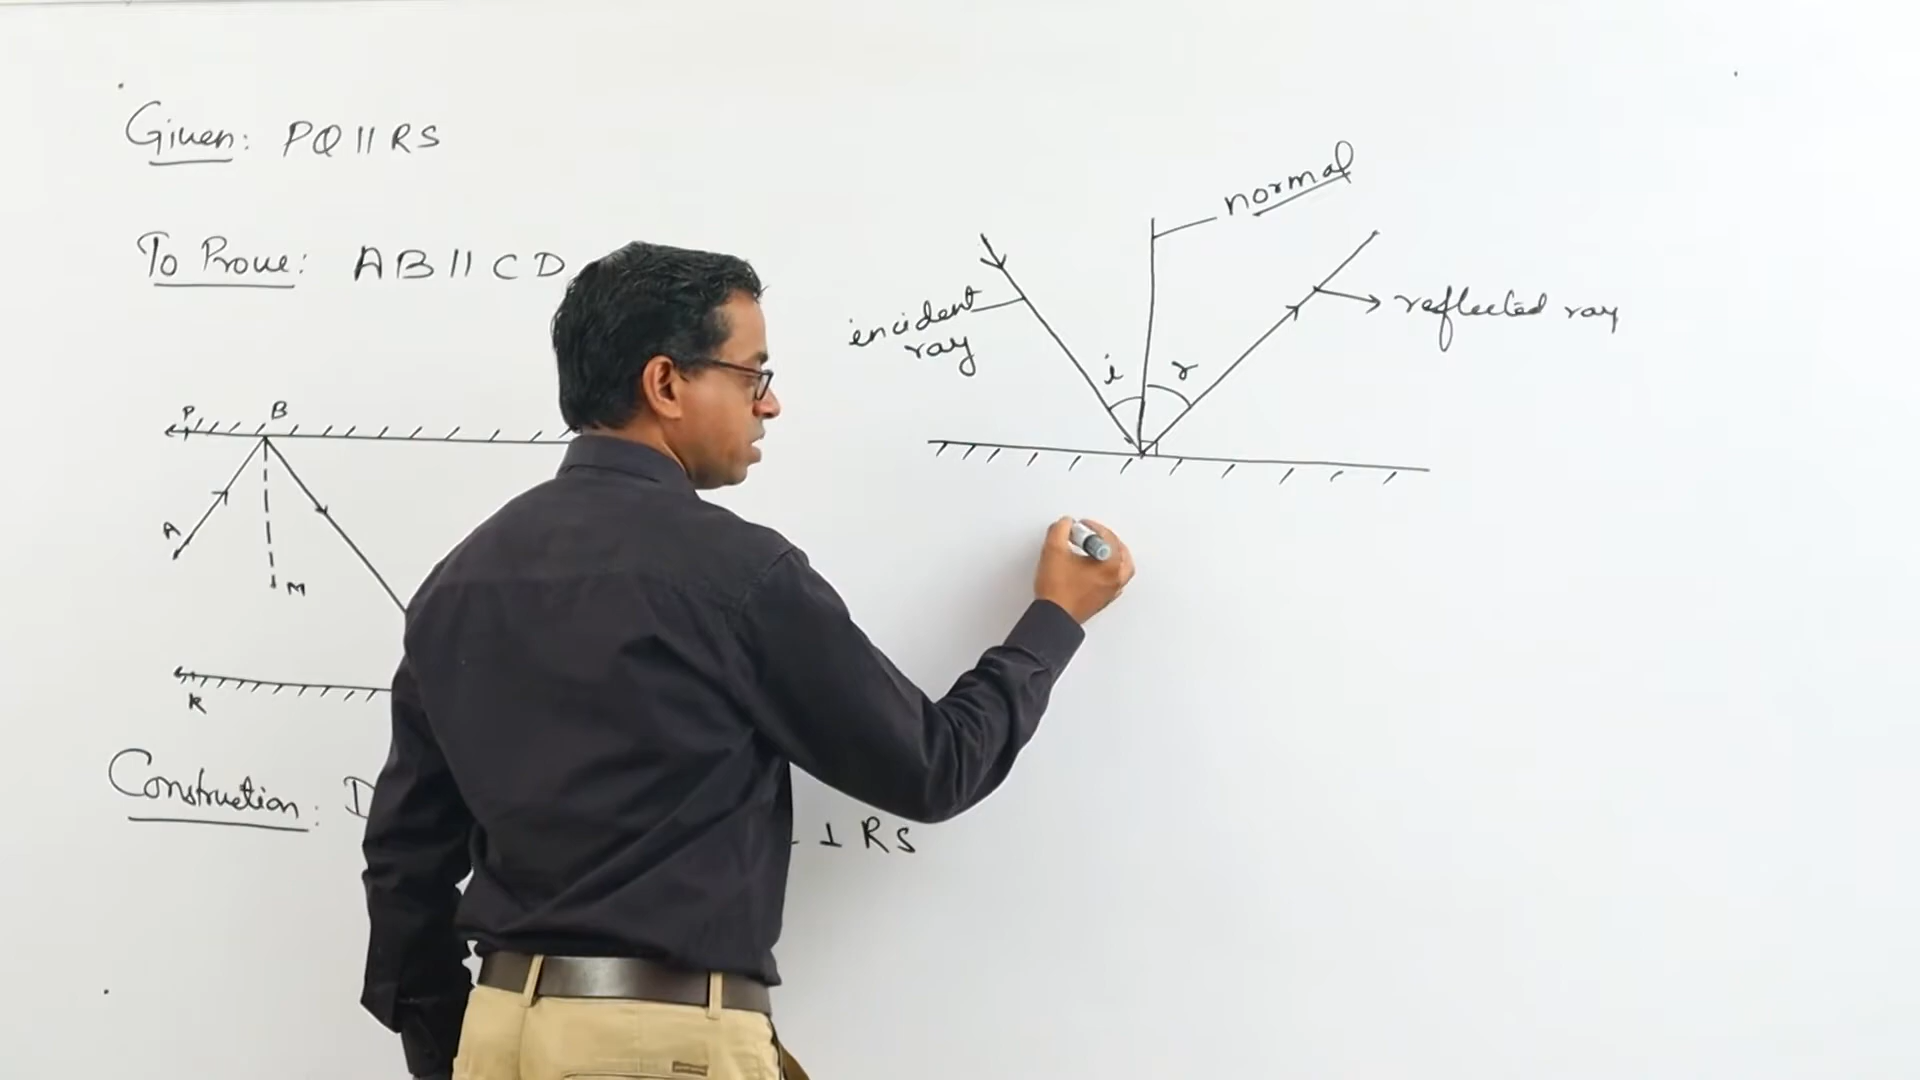 Given: PQ || RS
To Prove: AB || CD
P B
A
M
R
Construction: D
⊥ RS
normal
incident
ray
reflected ray
i r